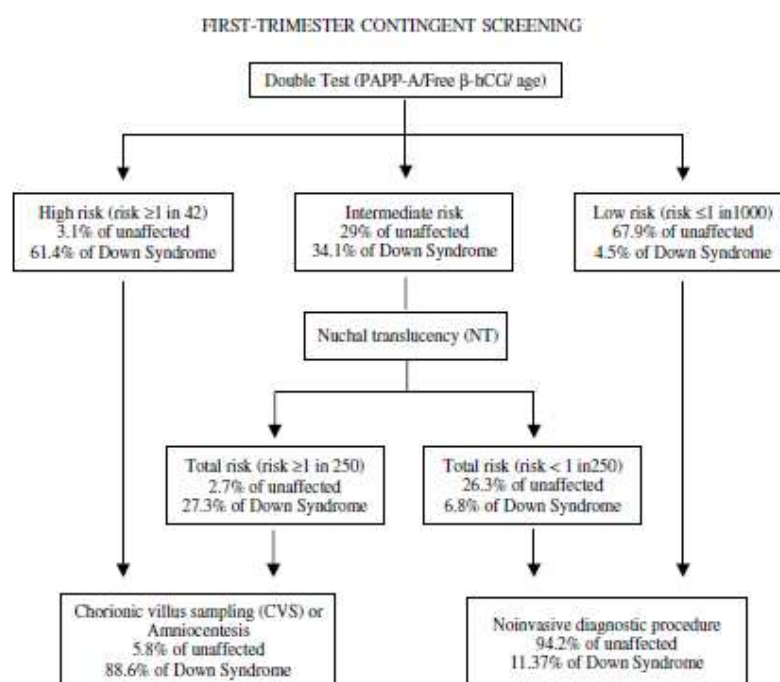 FIRST-TRIMESTER CONTINGENT SCREENING
Double Test (PAPP-A/Free β-hCG/ age)
High risk (risk ≥1 in 42)
3.1% of unaffected
61.4% of Down Syndrome
Intermediate risk
29% of unaffected
34.1% of Down Syndrome
Low risk (risk ≤1 in1000)
67.9% of unaffected
4.5% of Down Syndrome
Nuchal translucency (NT)
Total risk (risk ≥1 in 250)
2.7% of unaffected
27.3% of Down Syndrome
Total risk (risk < 1 in250)
26.3% of unaffected
6.8% of Down Syndrome
Chorionic villus sampling (CVS) or
Amniocentesis
5.8% of unaffected
88.6% of Down Syndrome
Noinvasive diagnostic procedure
94.2% of unaffected
11.37% of Down Syndrome